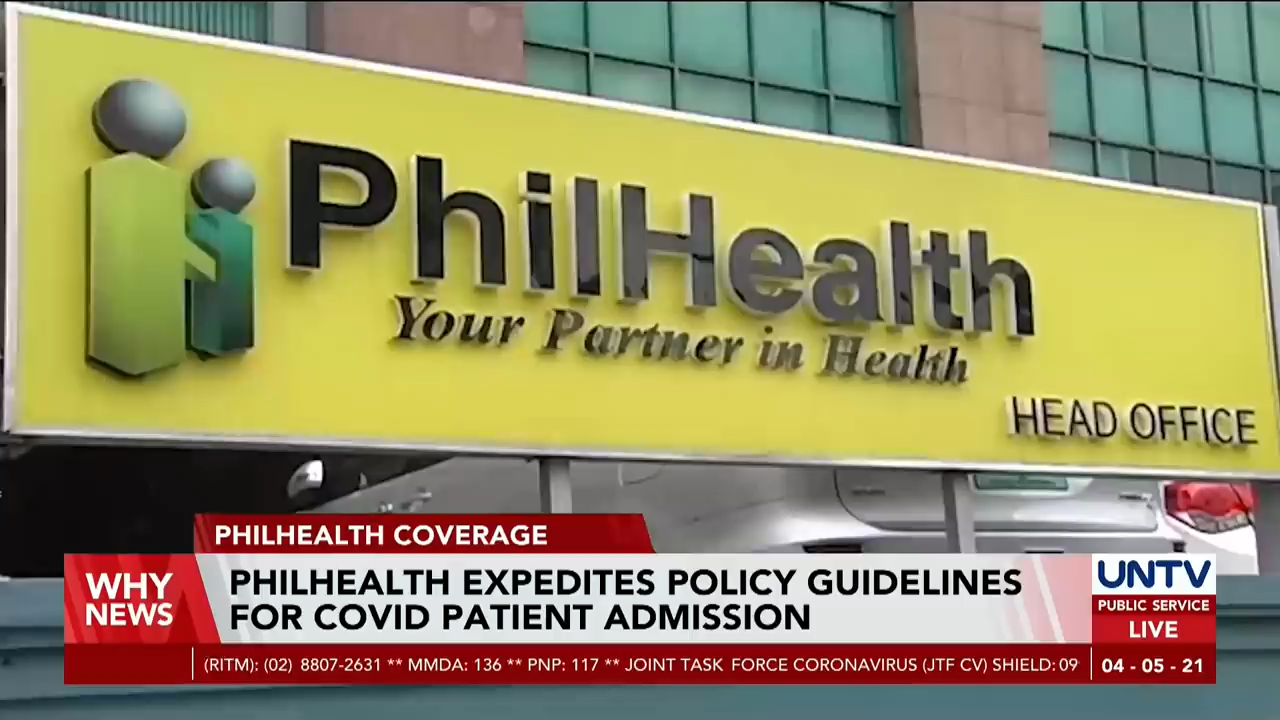 PhilHealth
Your Partner in Health
HEAD OFFICE
PHILHEALTH COVERAGE
WHY
NEWS
PHILHEALTH EXPEDITES POLICY GUIDELINES
FOR COVID PATIENT ADMISSION
UNTV
PUBLIC SERVICE
LIVE
(RITM): (02) 8807-2631 ** MMDA: 136 ** PNP: 117 ** JOINT TASK FORCE CORONAVIRUS (JTF CV) SHIELD: 09
04 - 05 - 21